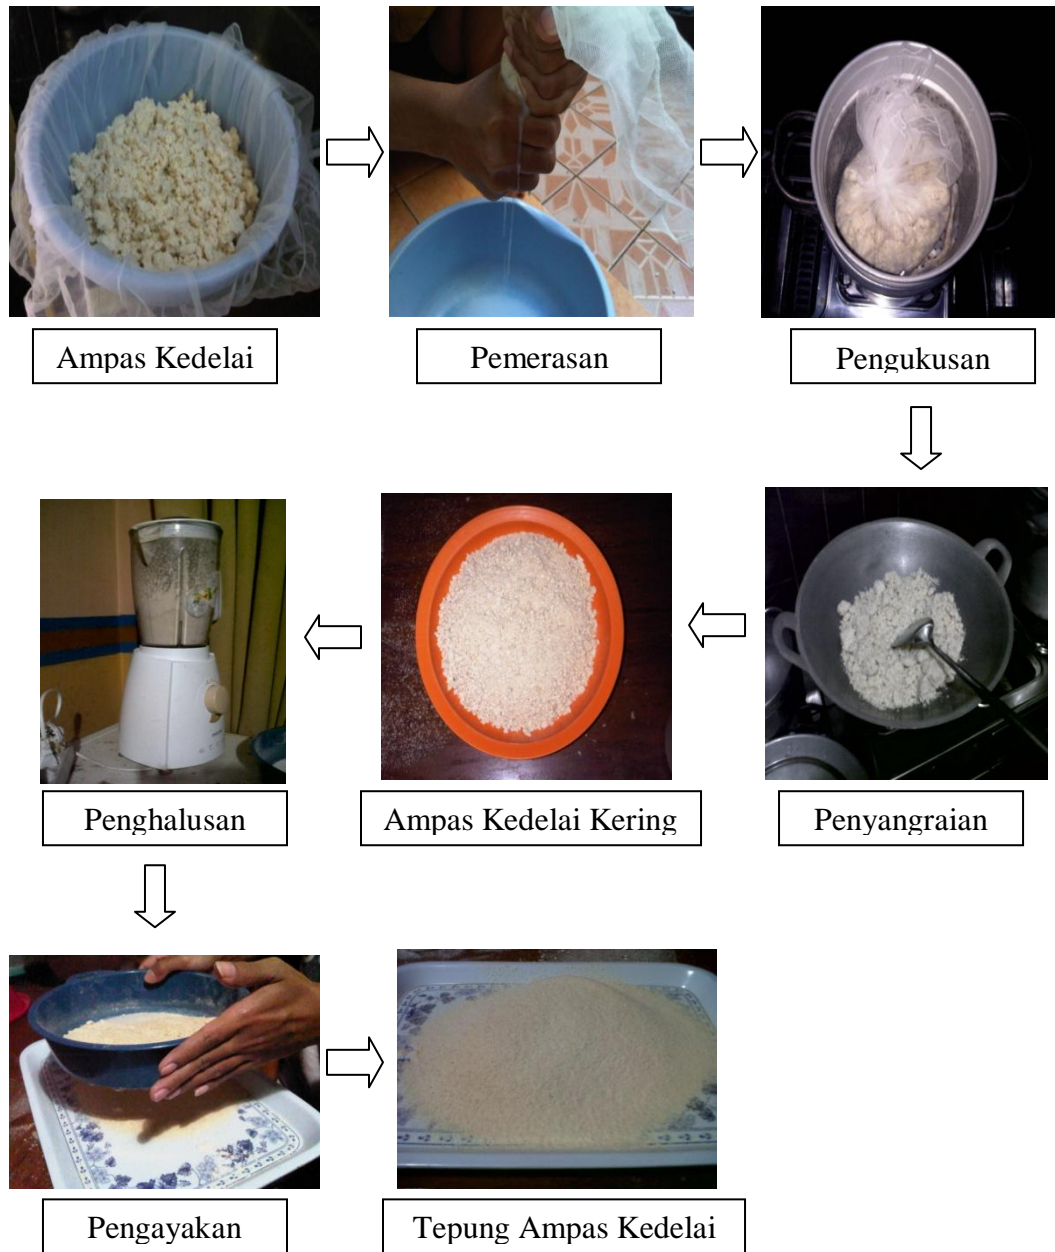 Ampas Kedelai
Pemerasan
Pengukusan
Penyangraian
Ampas Kedelai Kering
Penghalusan
Pengayakan
Tepung Ampas Kedelai